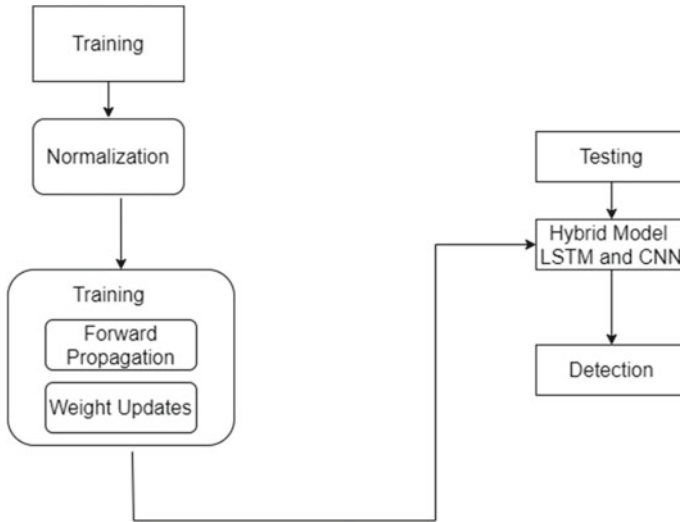 Training
Normalization
Training
Forward
Propagation
Weight Updates
Testing
Hybrid Model
LSTM and CNN
Detection